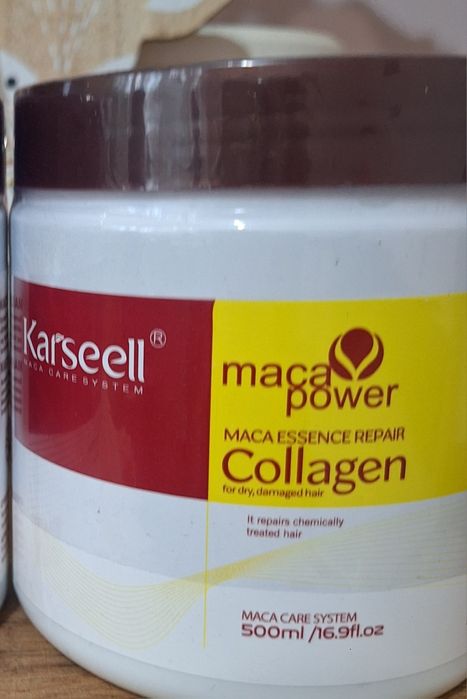 Karseell®
MACA CARE SYSTEM
maca
power
MACA ESSENCE REPAIR
Collagen
for dry, damaged hair
It repairs chemically
treated hair
MACA CARE SYSTEM
500ml /16.9fl.oz